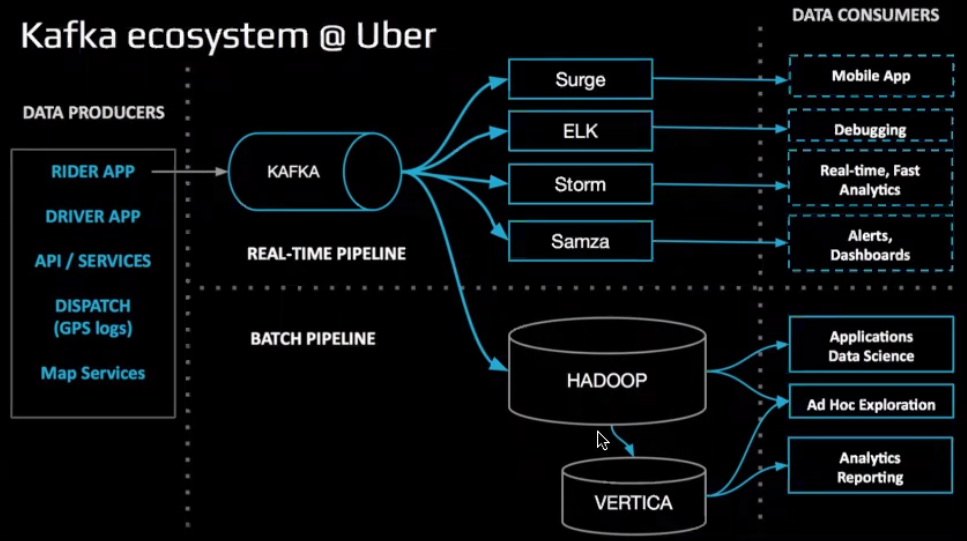 Kafka ecosystem @ Uber
DATA CONSUMERS
DATA PRODUCERS
RIDER APP
DRIVER APP
API / SERVICES
DISPATCH
(GPS logs)
Map Services
KAFKA
REAL-TIME PIPELINE
Surge
ELK
Storm
Samza
Mobile App
Debugging
Real-time, Fast
Analytics
Alerts,
Dashboards
BATCH PIPELINE
HADOOP
VERTICA
Applications
Data Science
Ad Hoc Exploration
Analytics
Reporting